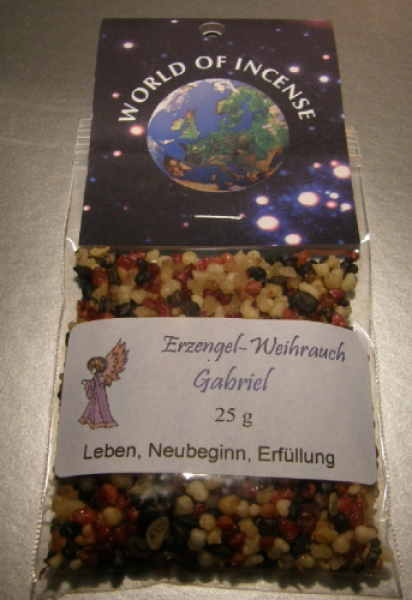 WORLD OF INCENSE
Erzengel-Weihrauch
Gabriel
25 g
Leben, Neubeginn, Erfüllung